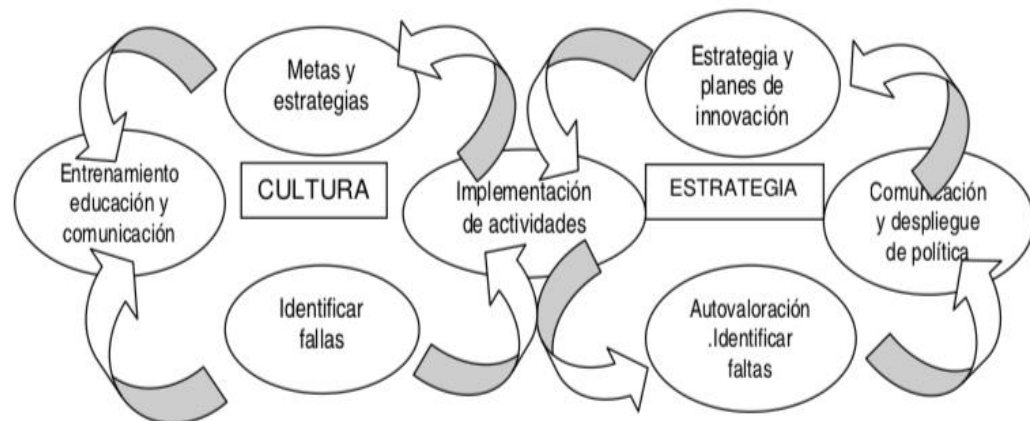 Metas y
estrategias
Estrategia y
planes de
innovación
Entrenamiento
educación y
comunicación
CULTURA
Implementación
de actividades
ESTRATEGIA
Comunicación
y despliegue
de política
Identificar
fallas
Autovaloración
.Identificar
faltas